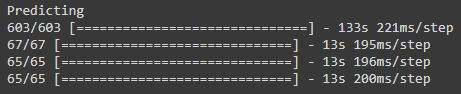 Predicting
603/603 [==============================] - 133s 221ms/step
67/67 [==============================] - 13s 195ms/step
65/65 [==============================] - 13s 196ms/step
65/65 [==============================] - 13s 200ms/step